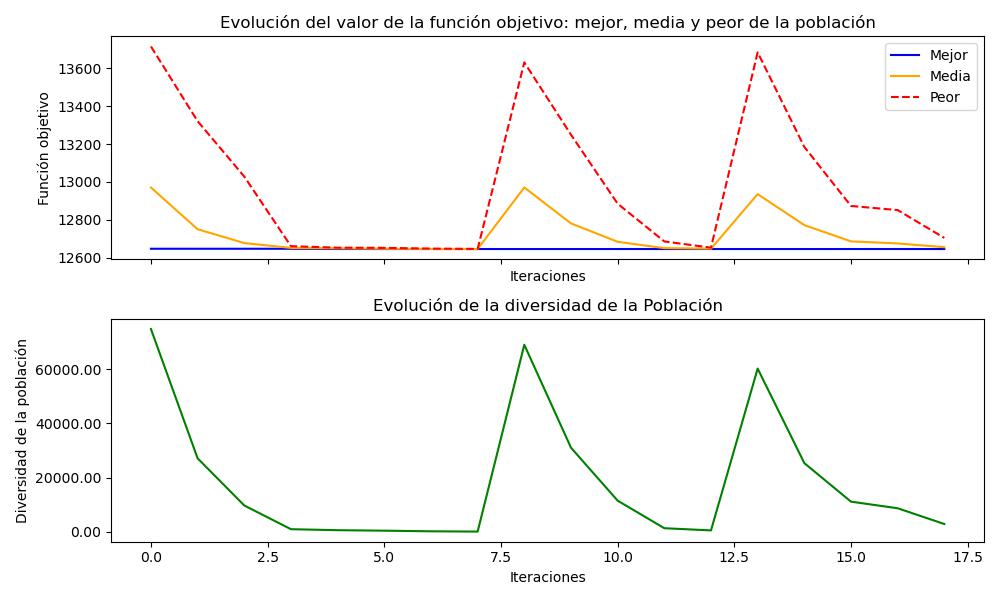 Evolución del valor de la función objetivo: mejor, media y peor de la población
Función objetivo
13600
13400
13200
13000
12800
12600
Mejor
Media
Peor
Iteraciones
Evolución de la diversidad de la Población
Diversidad de la población
60000.00
40000.00
20000.00
0.00
0.0 2.5 5.0 7.5 10.0 12.5 15.0 17.5
Iteraciones